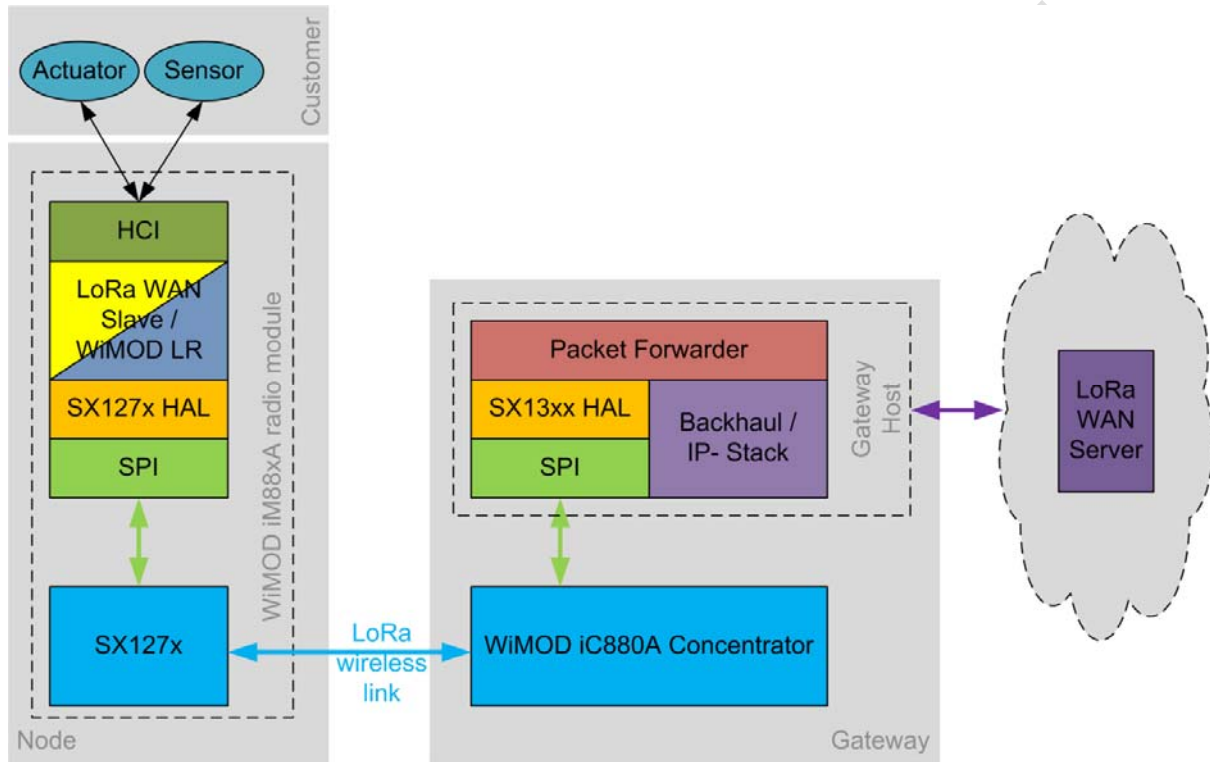 Actuator
Sensor
Customer
HCI
LoRa WAN
Slave /
WiMOD LR
SX127x HAL
SPI
WiMOD iM88xA radio module
SX127x
Node
LoRa
wireless
link
Packet Forwarder
SX13xx HAL
SPI
Backhaul /
IP- Stack
Gateway
Host
WiMOD iC880A Concentrator
Gateway
LoRa
WAN
Server